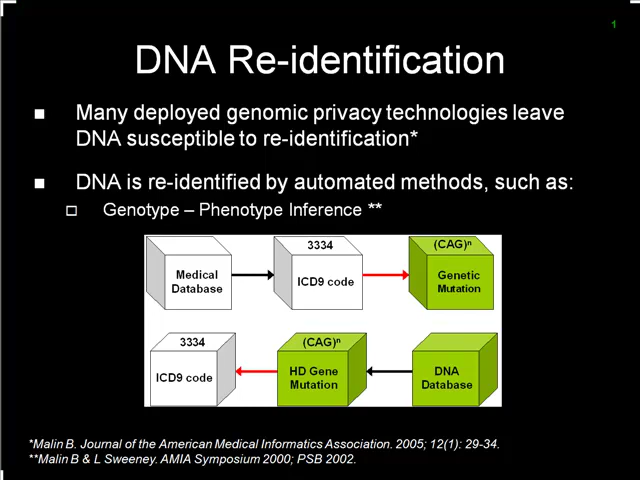 1
DNA Re-identification
Many deployed genomic privacy technologies leave
DNA susceptible to re-identification*
DNA is re-identified by automated methods, such as:
Genotype – Phenotype Inference **
Medical
Database
3334
ICD9 code
(CAG)ⁿ
Genetic
Mutation
3334
ICD9 code
(CAG)ⁿ
HD Gene
Mutation
DNA
Database
*Malin B. Journal of the American Medical Informatics Association. 2005; 12(1): 29-34.
**Malin B & L Sweeney. AMIA Symposium 2000; PSB 2002.